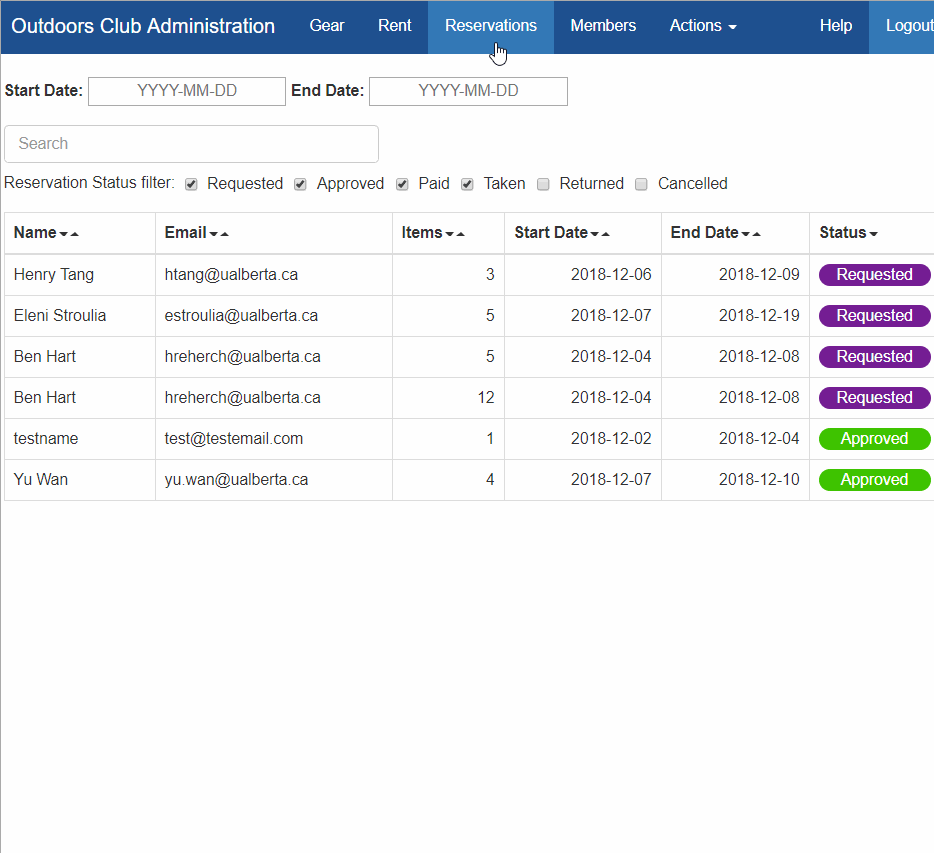 Outdoors Club Administration Gear Rent Reservations Members Actions Help Logout
Start Date: YYYY-MM-DD End Date: YYYY-MM-DD
Search
Reservation Status filter: Requested Approved Paid Taken Returned Cancelled
Name Email Items Start Date End Date Status
Henry Tang htang@ualberta.ca 3 2018-12-06 2018-12-09 Requested
Eleni Stroulia estroulia@ualberta.ca 5 2018-12-07 2018-12-19 Requested
Ben Hart hreherch@ualberta.ca 5 2018-12-04 2018-12-08 Requested
Ben Hart hreherch@ualberta.ca 12 2018-12-04 2018-12-08 Requested
testname test@testemail.com 1 2018-12-02 2018-12-04 Approved
Yu Wan yu.wan@ualberta.ca 4 2018-12-07 2018-12-10 Approved